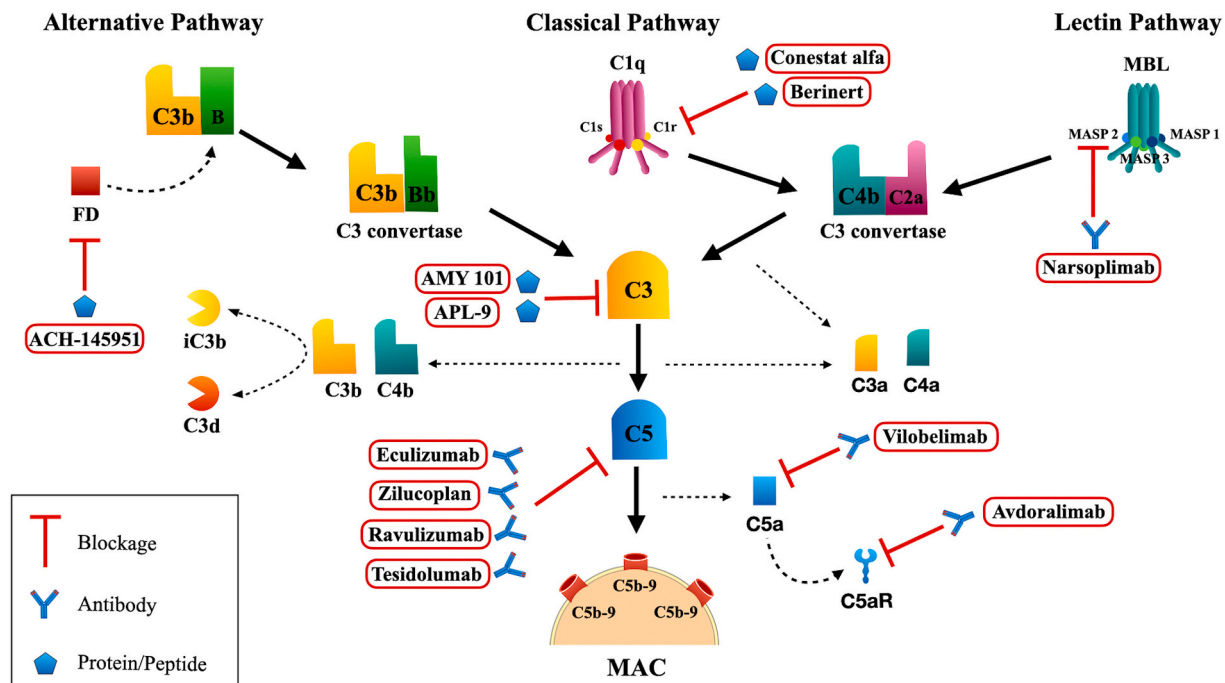 Alternative Pathway
Classical Pathway
Lectin Pathway
C3b
B
FD
ACH-145951
C3b
Bb
C3 convertase
C1q
C1s
C1r
Conestat alfa
Berinert
C4b
C2a
C3 convertase
MBL
MASP 2
MASP 1
MASP 3
Narsoplimab
AMY 101
APL-9
C3
iC3b
C3d
C3b
C4b
C3a
C4a
C5
Eculizumab
Zilucoplan
Ravulizumab
Tesidolumab
Vilobelimab
C5a
Avdoralimab
C5aR
C5b-9
C5b-9
C5b-9
MAC
Blockage
Antibody
Protein/Peptide